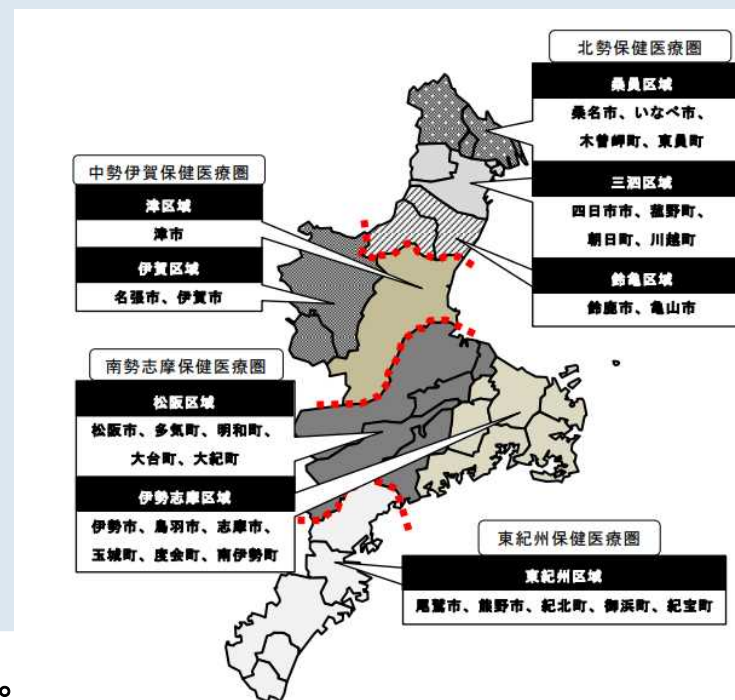 北勢保健医療圏
桑員区域
桑名市、いなべ市、
木曽岬町、東員町
三泗区域
四日市市、菰野町、
朝日町、川越町
鈴亀区域
鈴鹿市、亀山市
中勢伊賀保健医療圏
津区域
津市
伊賀区域
名張市、伊賀市
南勢志摩保健医療圏
松阪区域
松阪市、多気町、明和町、
大台町、大紀町
伊勢志摩区域
伊勢市、鳥羽市、志摩市、
玉城町、度会町、南伊勢町
東紀州保健医療圏
東紀州区域
尾鷲市、熊野市、紀北町、御浜町、紀宝町
。